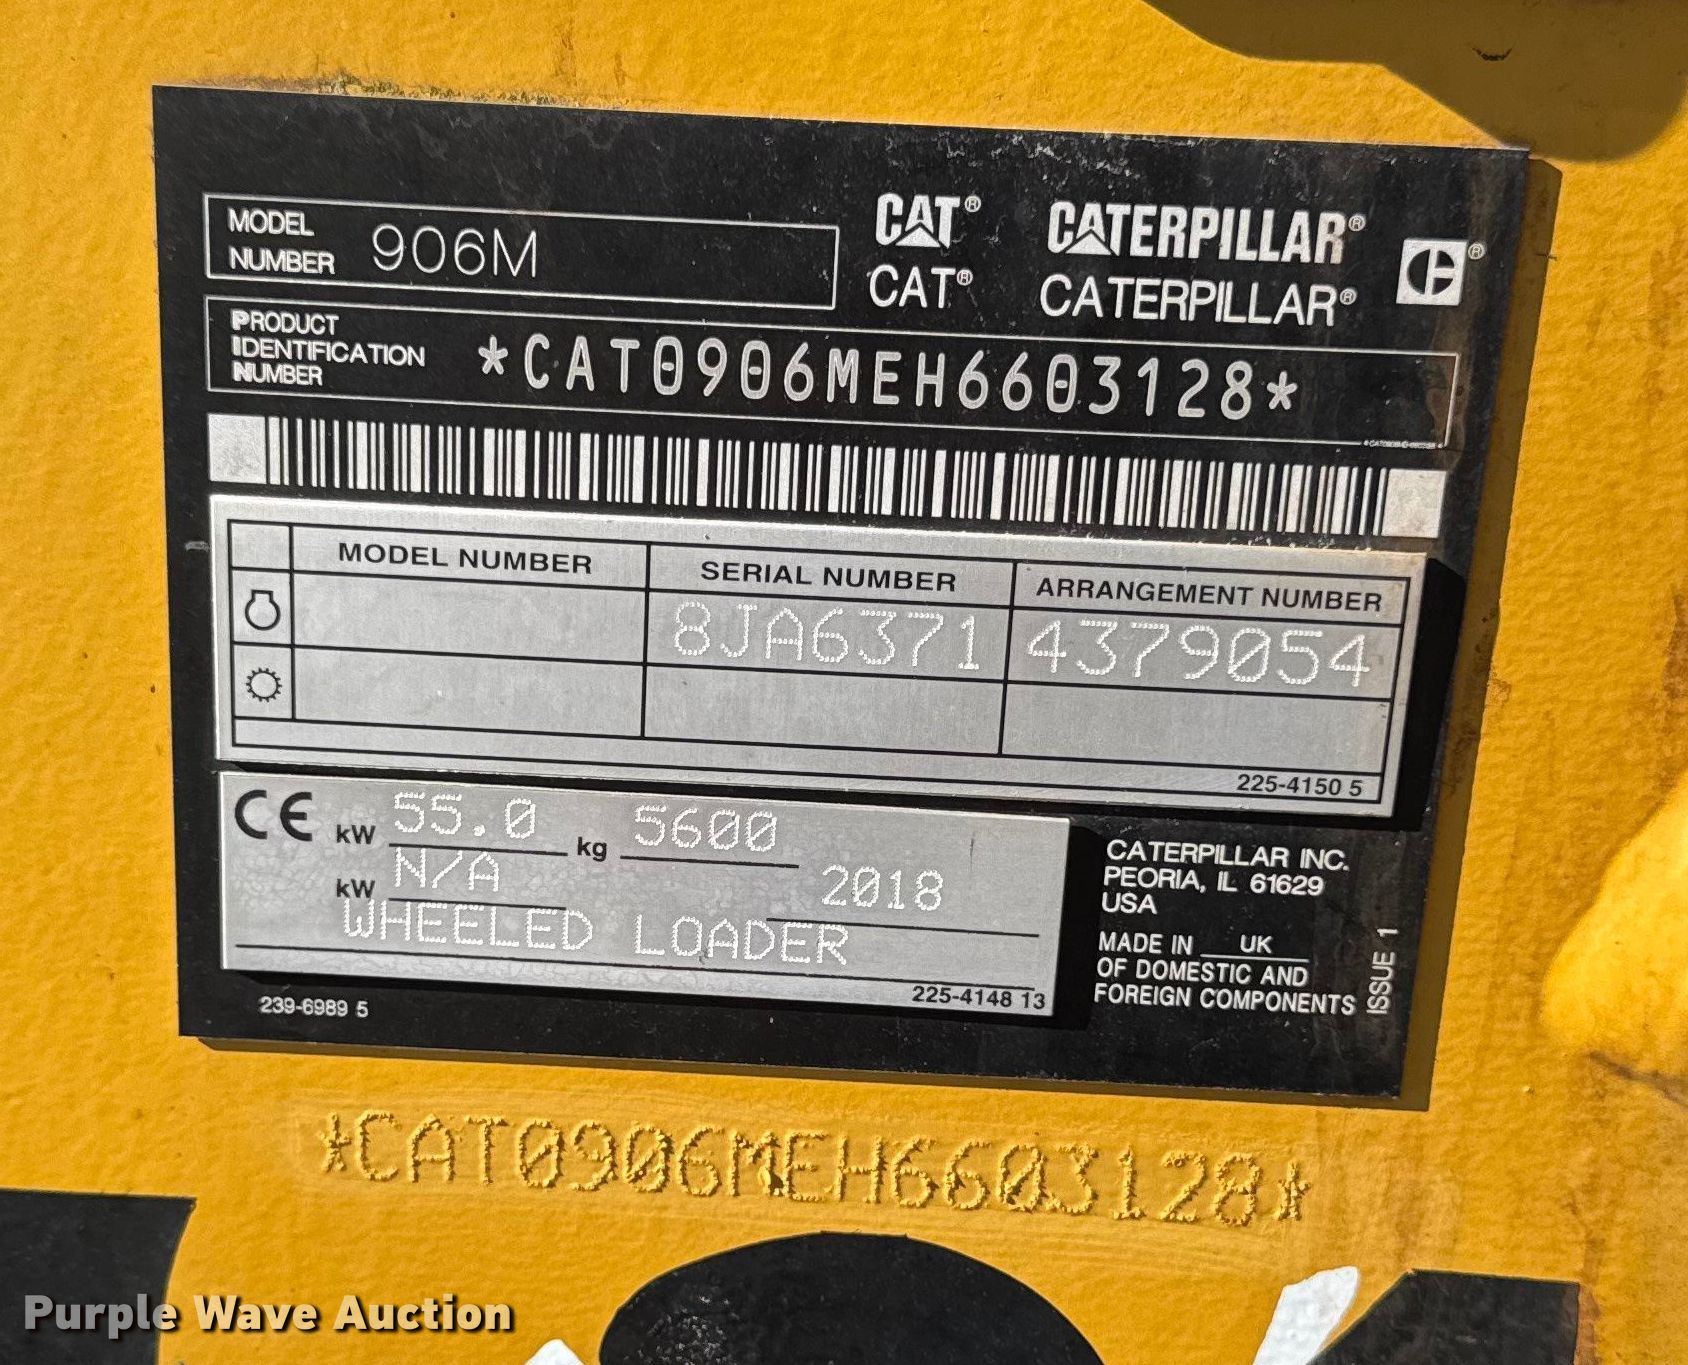 MODEL NUMBER 906M
CAT® CATERPILLAR®
CAT® CATERPILLAR®
PRODUCT IDENTIFICATION NUMBER *CAT0906MEH6603128*
MODEL NUMBER SERIAL NUMBER ARRANGEMENT NUMBER
8JA6371 4379054
225-4150 5
CE kW 55.0 kg 5600
kW N/A 2018
WHEELED LOADER
225-4148 13
239-6989 5
CATERPILLAR INC.
PEORIA, IL 61629
USA
MADE IN UK
OF DOMESTIC AND
FOREIGN COMPONENTS
ISSUE 1
*CAT0906MEH6603128*
Purple Wave Auction